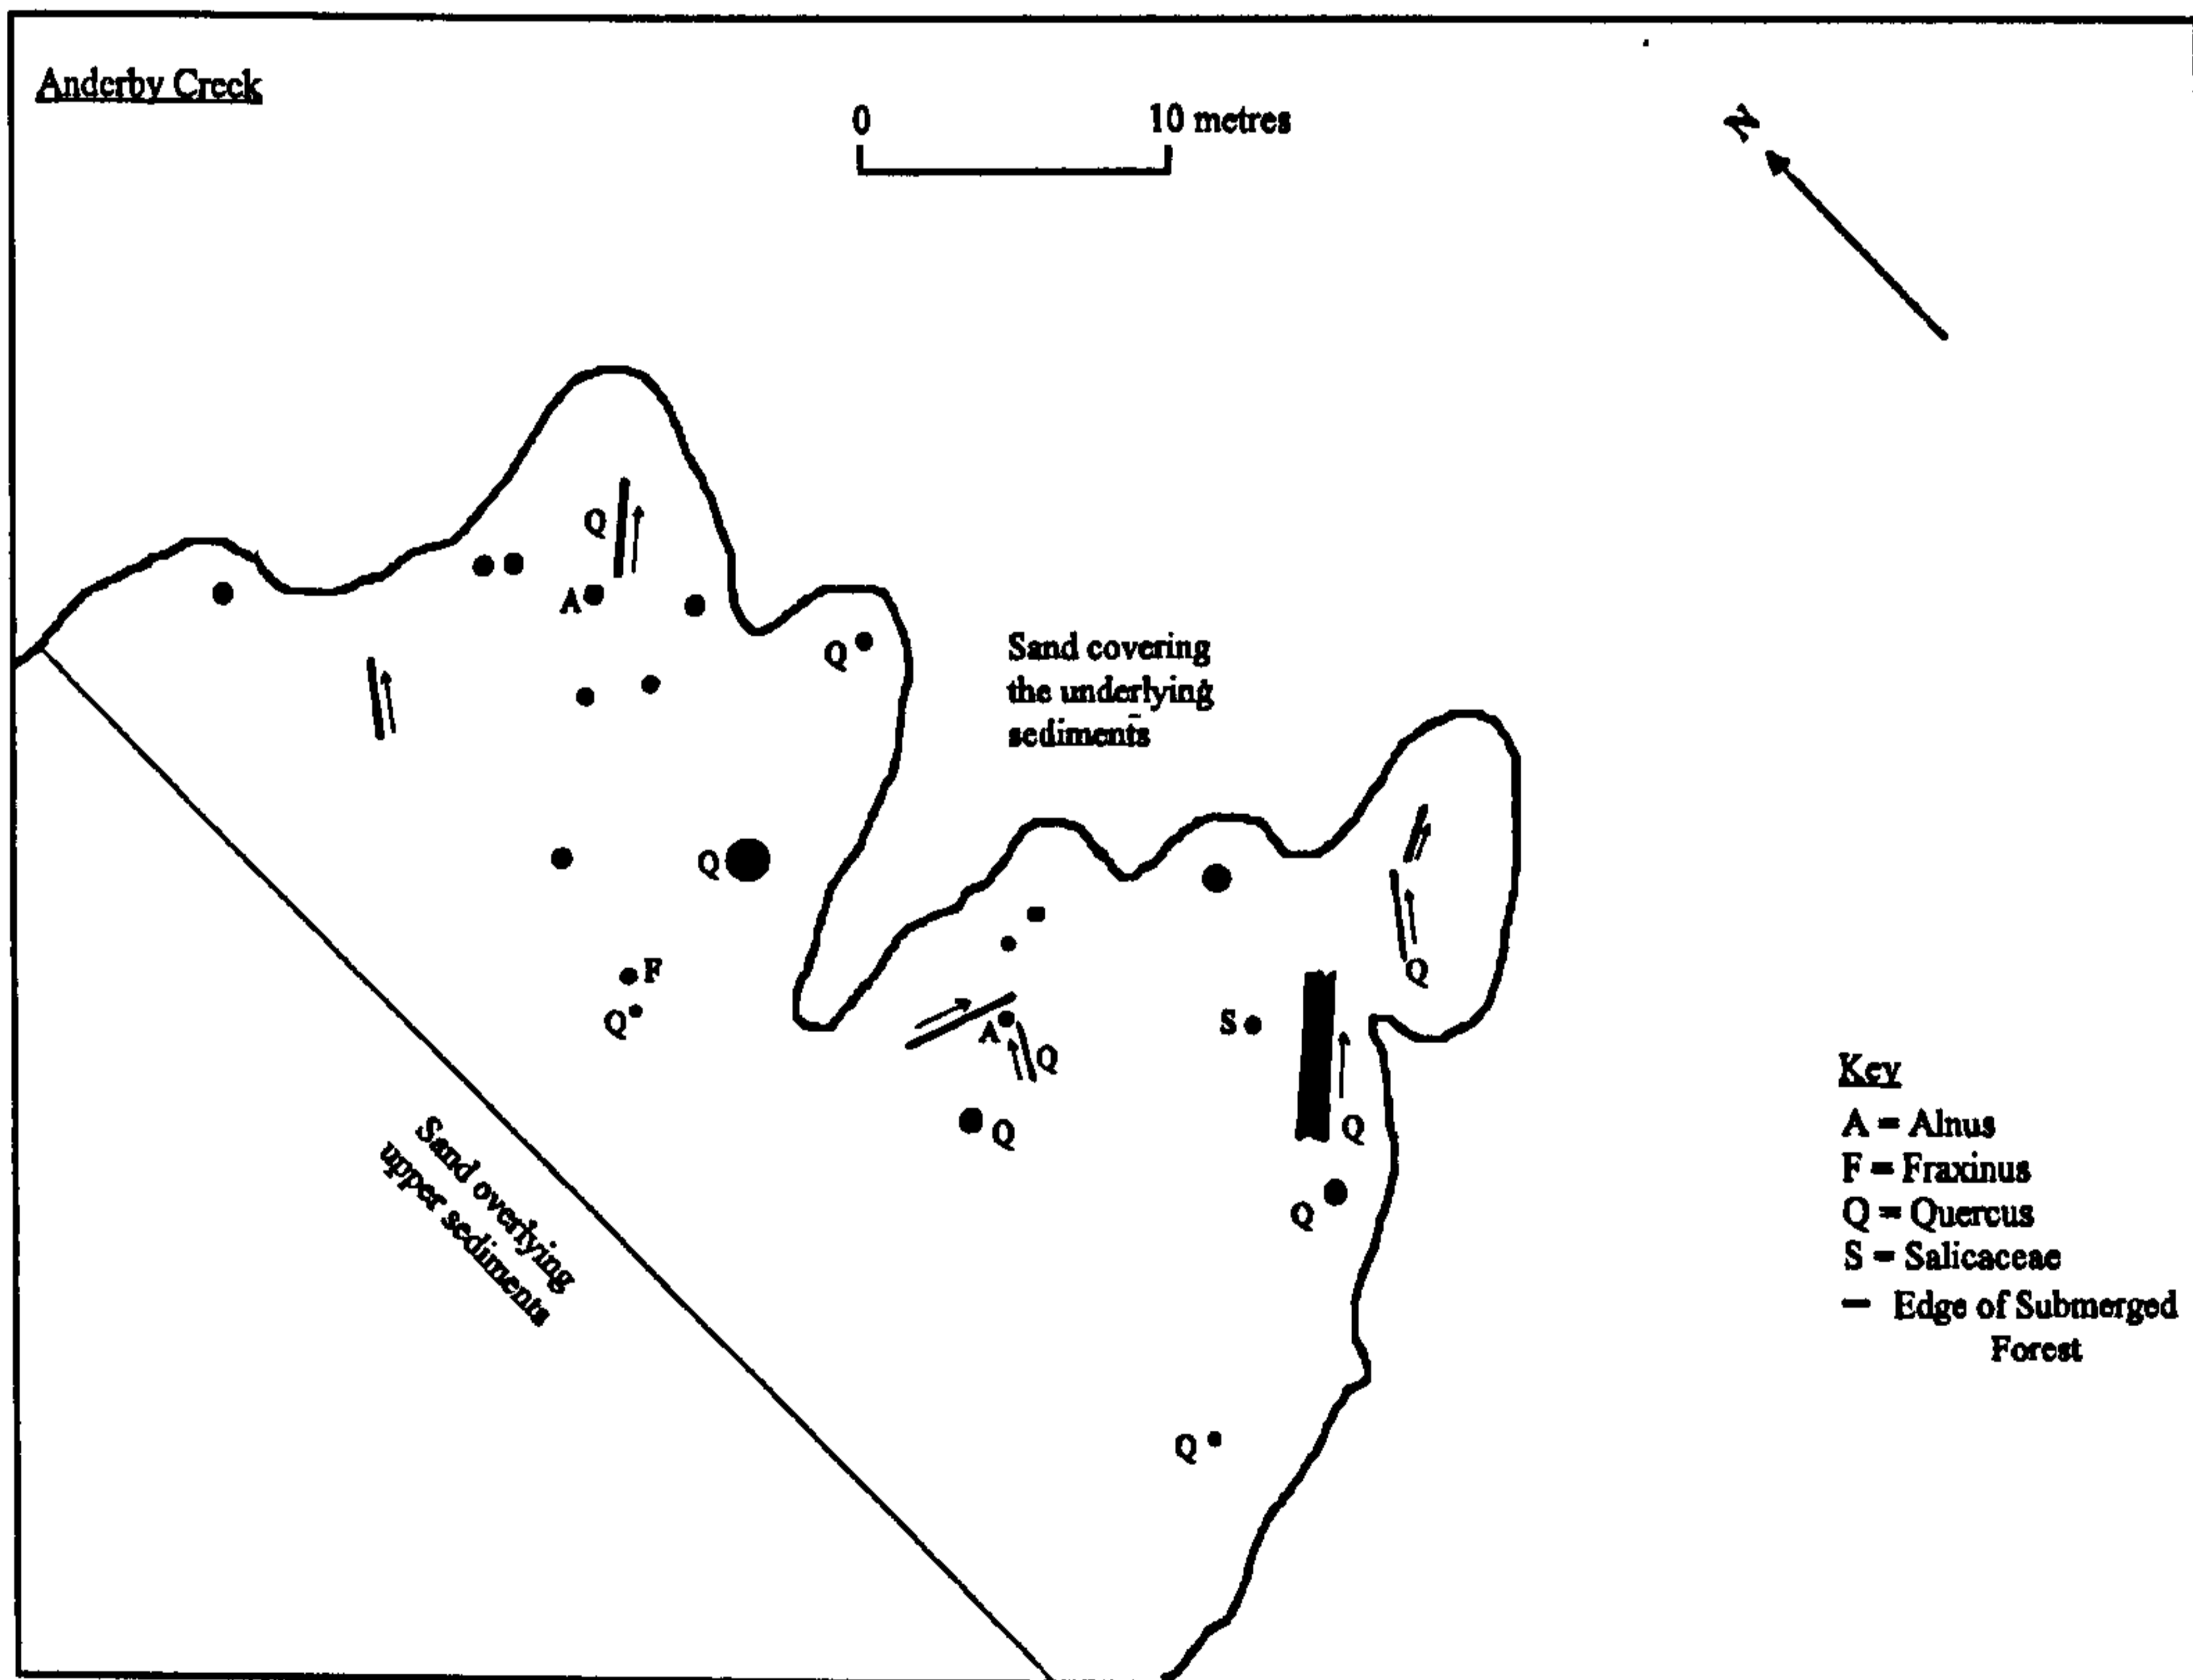 Anderby Creek
0 10 metres
N
Q
A
Q
Sand covering
the underlying
sediments
Q
F
Q
Q
S
A
Q
Q
Q
Q
Q
Sand overlying
upper sediments
Key
A = Alnus
F = Fraxinus
Q = Quercus
S = Salicaceae
Edge of Submerged
Forest